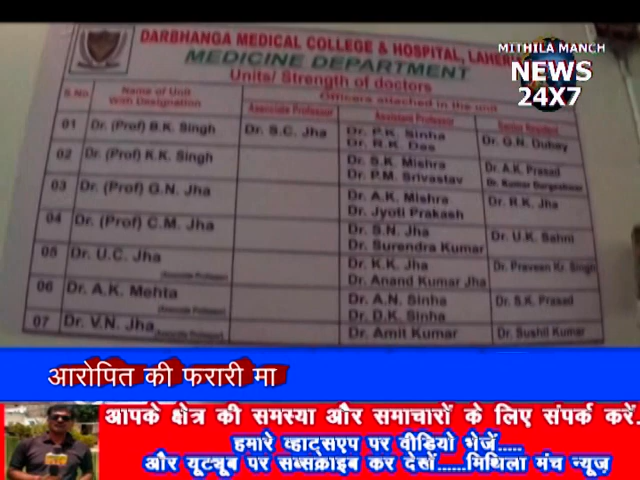 DARBHANGA MEDICAL COLLEGE & HOSPITAL,
MEDICINE DEPARTMENT
Units/ Strength of doctors
MITHILA MANCH
NEWS
24X7
S.No
Name of Unit
With Designation
Officers attached in the unit
Associate Professor
Assistant Professor
Senior Resident
01 Dr. (Prof) B.K. Singh Dr. S.C. Jha Dr. P.K. Sinha
Dr. R.K. Das Dr. G.N. Dubey
02 Dr. (Prof) K.K. Singh Dr. S.K. Mishra
Dr. P.M. Srivastav Dr. A.K. Prasad
03 Dr. (Prof) G.N. Jha Dr. A.K. Mishra
Dr. Jyoti Prakash Dr. R.K. Jha
04 Dr. (Prof) C.M. Jha Dr. S.N. Jha
Dr. Surendra Kumar Dr. U.K. Sahni
05 Dr. U.C. Jha Dr. K.K. Jha
Dr. Anand Kumar Jha Dr. Praveen Kr. Singh
06 Dr. A.K. Mehta Dr. A.N. Sinha
Dr. D.K. Sinha Dr. S.K. Prasad
07 Dr. V.N. Jha Dr. Amit Kumar Dr. Sushil Kumar
आरोपित की फरारी मा
आपके क्षेत्र की समस्या और समाचारों के लिए संपर्क करें.
हमारे व्हाट्सएप पर वीडियो भेजें.....
और यूट्यूब पर सब्सक्राइब कर देखें......मिथिला मंच न्यूज़